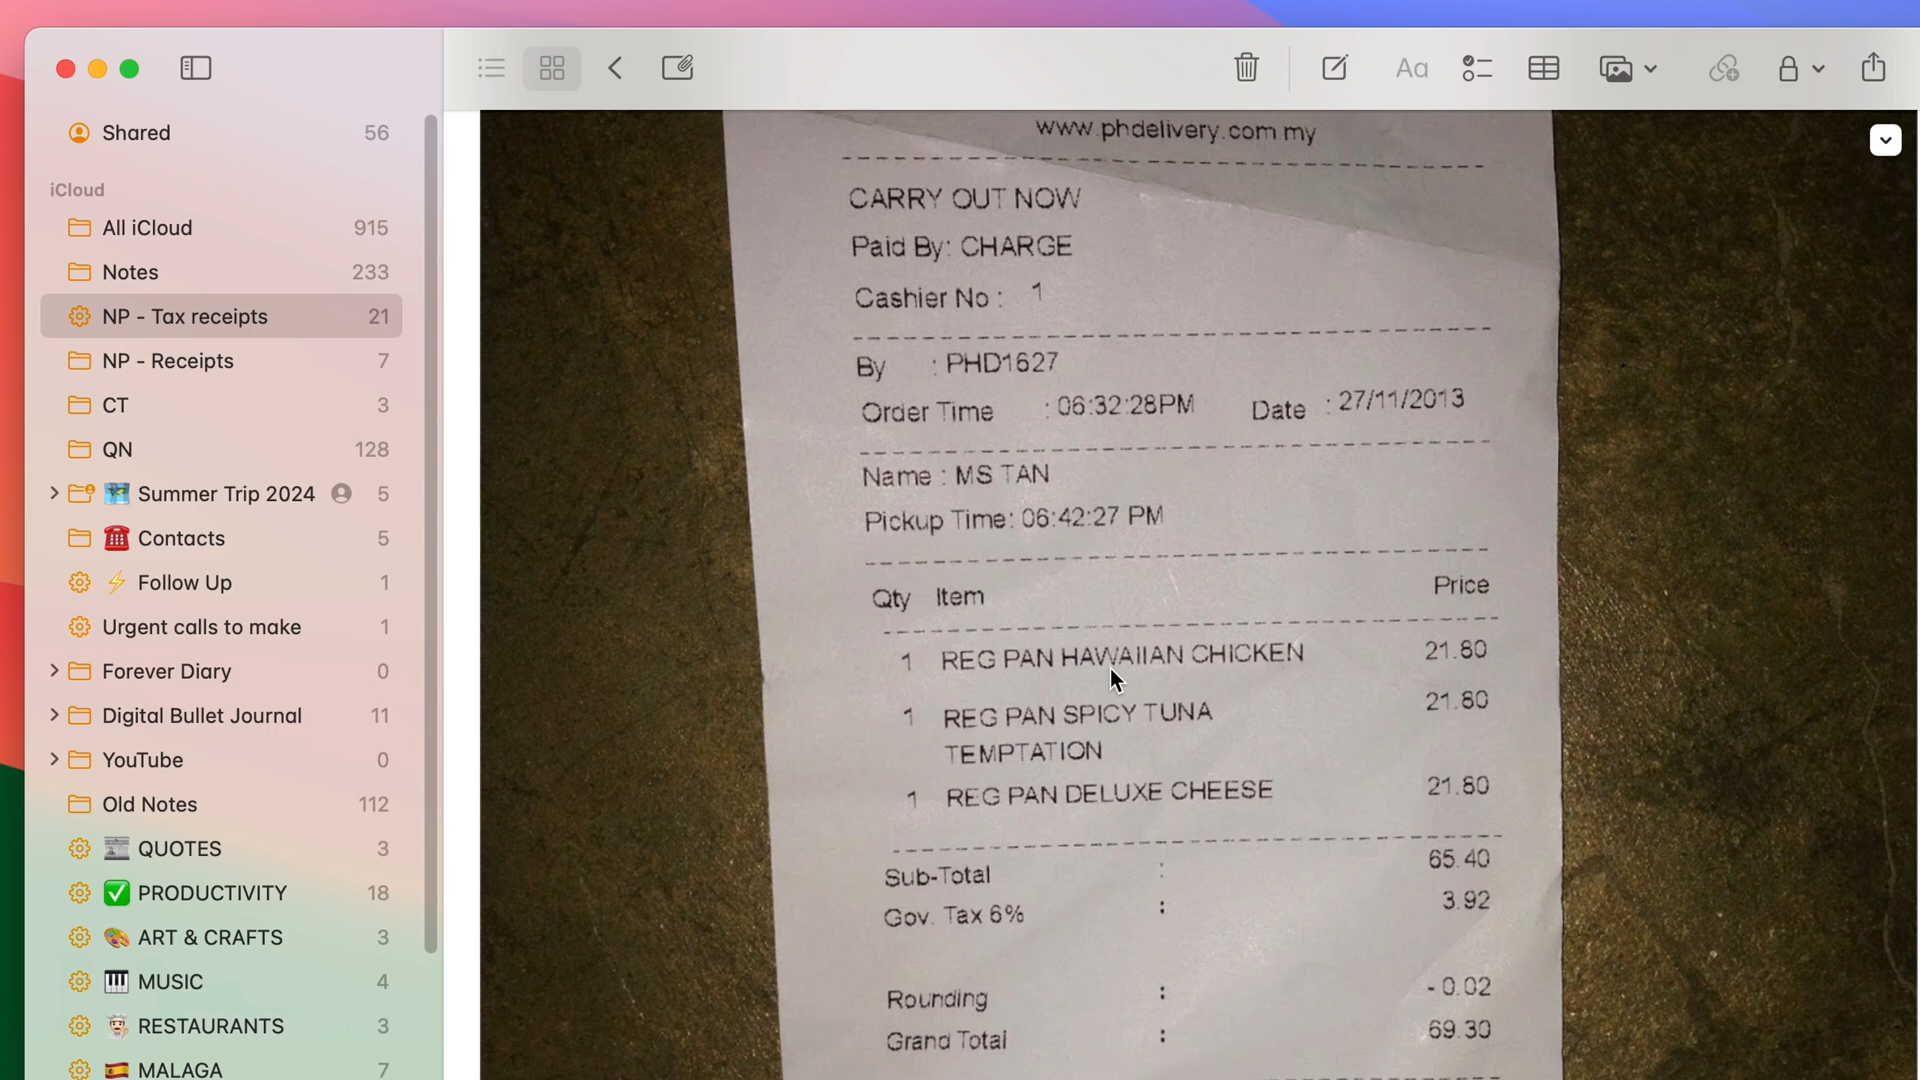 Shared 56
iCloud
All iCloud 915
Notes 233
NP - Tax receipts 21
NP - Receipts 7
CT 3
QN 128
Summer Trip 2024 5
Contacts 5
Follow Up 1
Urgent calls to make 1
Forever Diary 0
Digital Bullet Journal 11
YouTube 0
Old Notes 112
QUOTES 3
PRODUCTIVITY 18
ART & CRAFTS 3
MUSIC 4
RESTAURANTS 3
MALAGA 7
Aa
www.phdelivery.com my
CARRY OUT NOW
Paid By: CHARGE
Cashier No : 1
By : PHD1627
Order Time : 06:32:28PM Date : 27/11/2013
Name : MS TAN
Pickup Time: 06:42:27 PM
Qty Item Price
1 REG PAN HAWAIIAN CHICKEN 21.80
1 REG PAN SPICY TUNA 21.80
TEMPTATION
1 REG PAN DELUXE CHEESE 21.80
Sub-Total : 65.40
Gov. Tax 6% : 3.92
Rounding : - 0.02
Grand Total : 69.30